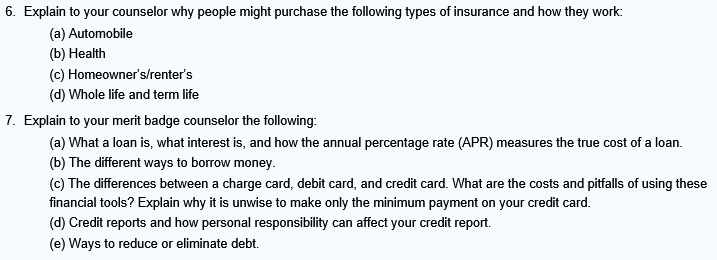 6. Explain to your counselor why people might purchase the following types of insurance and how they work:
(a) Automobile
(b) Health
(c) Homeowner's/renter's
(d) Whole life and term life
7. Explain to your merit badge counselor the following:
(a) What a loan is, what interest is, and how the annual percentage rate (APR) measures the true cost of a loan.
(b) The different ways to borrow money.
(c) The differences between a charge card, debit card, and credit card. What are the costs and pitfalls of using these
financial tools? Explain why it is unwise to make only the minimum payment on your credit card.
(d) Credit reports and how personal responsibility can affect your credit report.
(e) Ways to reduce or eliminate debt.